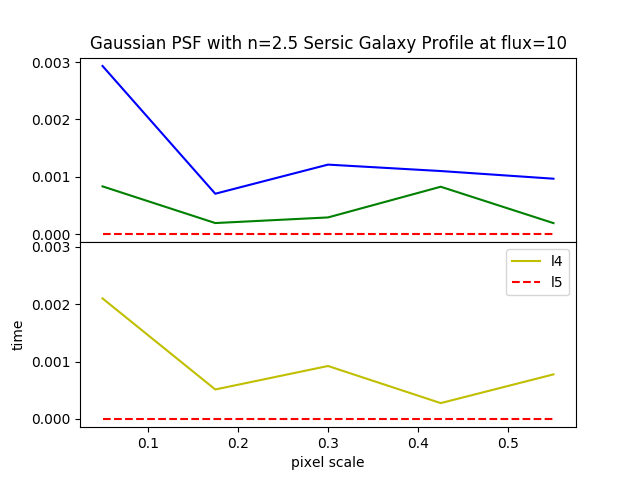 Gaussian PSF with n=2.5 Sersic Galaxy Profile at flux=10
0.003
0.002
0.001
0.000
0.003
0.002
0.001
0.000
time
l4
l5
0.1 0.2 0.3 0.4 0.5
pixel scale